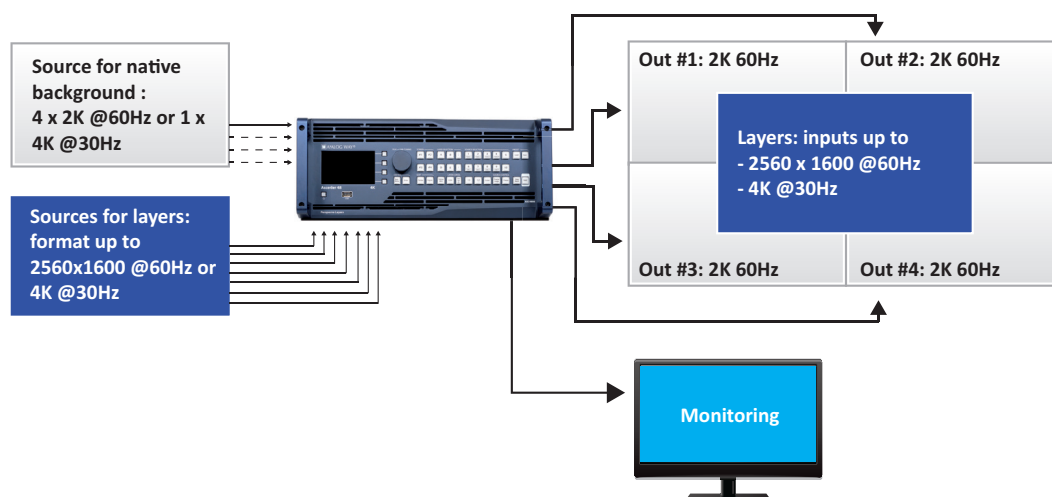 Source for native
background :
4 x 2K @60Hz or 1 x
4K @30Hz
Sources for layers:
format up to
2560x1600 @60Hz or
4K @30Hz
Out #1: 2K 60Hz
Out #2: 2K 60Hz
Layers: inputs up to
- 2560 x 1600 @60Hz
- 4K @30Hz
Out #3: 2K 60Hz
Out #4: 2K 60Hz
Monitoring